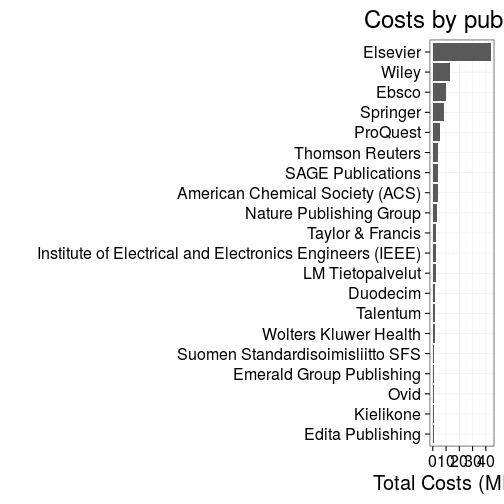 Costs by pub
Elsevier
Wiley
Ebsco
Springer
ProQuest
Thomson Reuters
SAGE Publications
American Chemical Society (ACS)
Nature Publishing Group
Taylor & Francis
Institute of Electrical and Electronics Engineers (IEEE)
LM Tietopalvelut
Duodecim
Talentum
Wolters Kluwer Health
Suomen Standardisoimisliitto SFS
Emerald Group Publishing
Ovid
Kielikone
Edita Publishing
0 10 20 30 40
Total Costs (M